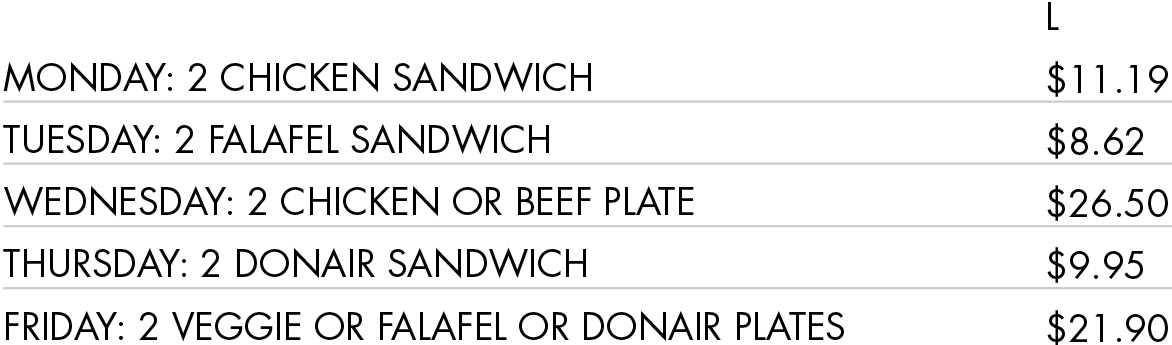 L
MONDAY: 2 CHICKEN SANDWICH $11.19
TUESDAY: 2 FALAFEL SANDWICH $8.62
WEDNESDAY: 2 CHICKEN OR BEEF PLATE $26.50
THURSDAY: 2 DONAIR SANDWICH $9.95
FRIDAY: 2 VEGGIE OR FALAFEL OR DONAIR PLATES $21.90